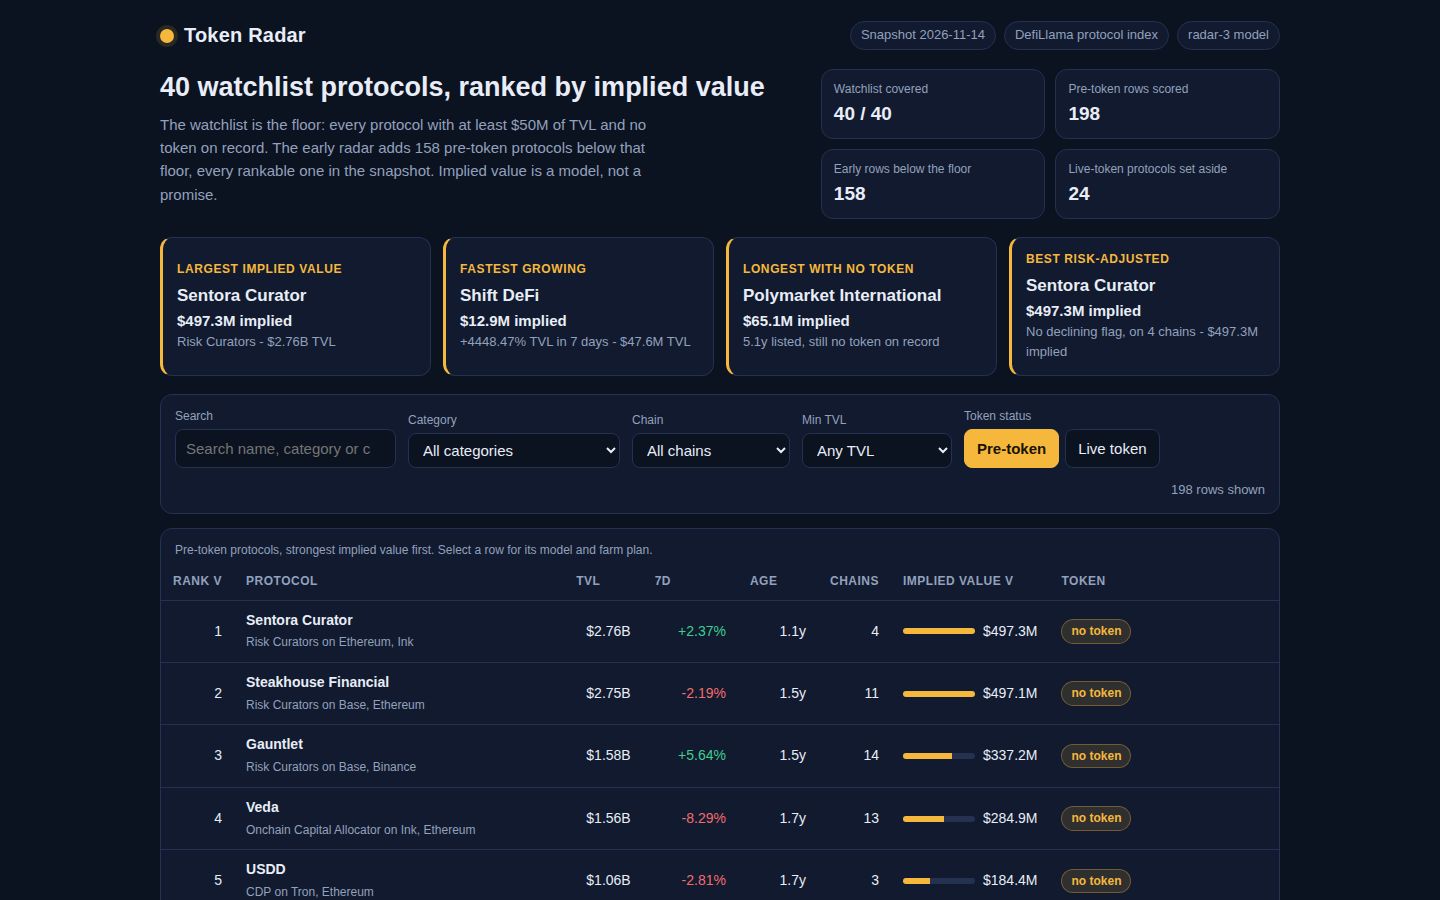 Token Radar
Snapshot 2026-11-14
DefiLlama protocol index
radar-3 model
40 watchlist protocols, ranked by implied value
The watchlist is the floor: every protocol with at least $50M of TVL and no
token on record. The early radar adds 158 pre-token protocols below that
floor, every rankable one in the snapshot. Implied value is a model, not a
promise.
Watchlist covered
40 / 40
Pre-token rows scored
198
Early rows below the floor
158
Live-token protocols set aside
24
LARGEST IMPLIED VALUE
Sentora Curator
$497.3M implied
Risk Curators - $2.76B TVL
FASTEST GROWING
Shift DeFi
$12.9M implied
+4448.47% TVL in 7 days - $47.6M TVL
LONGEST WITH NO TOKEN
Polymarket International
$65.1M implied
5.1y listed, still no token on record
BEST RISK-ADJUSTED
Sentora Curator
$497.3M implied
No declining flag, on 4 chains - $497.3M
implied
Search
Search name, category or c
Category
All categories
Chain
All chains
Min TVL
Any TVL
Token status
Pre-token
Live token
198 rows shown
Pre-token protocols, strongest implied value first. Select a row for its model and farm plan.
RANK V PROTOCOL TVL 7D AGE CHAINS IMPLIED VALUE V TOKEN
1 Sentora Curator $2.76B +2.37% 1.1y 4 $497.3M no token
Risk Curators on Ethereum, Ink
2 Steakhouse Financial $2.75B -2.19% 1.5y 11 $497.1M no token
Risk Curators on Base, Ethereum
3 Gauntlet $1.58B +5.64% 1.5y 14 $337.2M no token
Risk Curators on Base, Binance
4 Veda $1.56B -8.29% 1.7y 13 $284.9M no token
Onchain Capital Allocator on Ink, Ethereum
5 USDD $1.06B -2.81% 1.7y 3 $184.4M no token
CDP on Tron, Ethereum